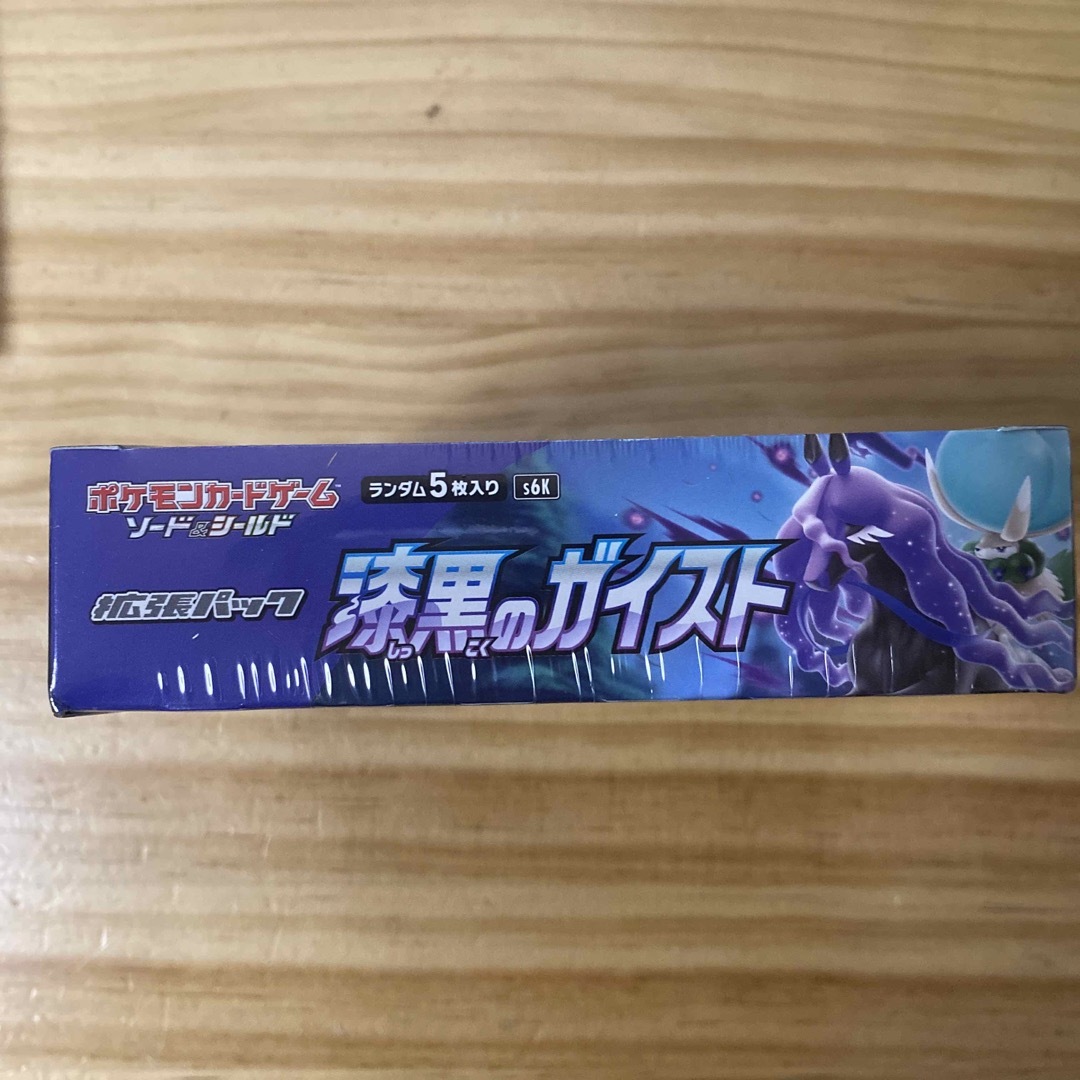 ポケモンカードゲーム™
ソード&シールド
拡張パック
ランダム5枚入り s6K
漆黒のガイスト
しっ こく